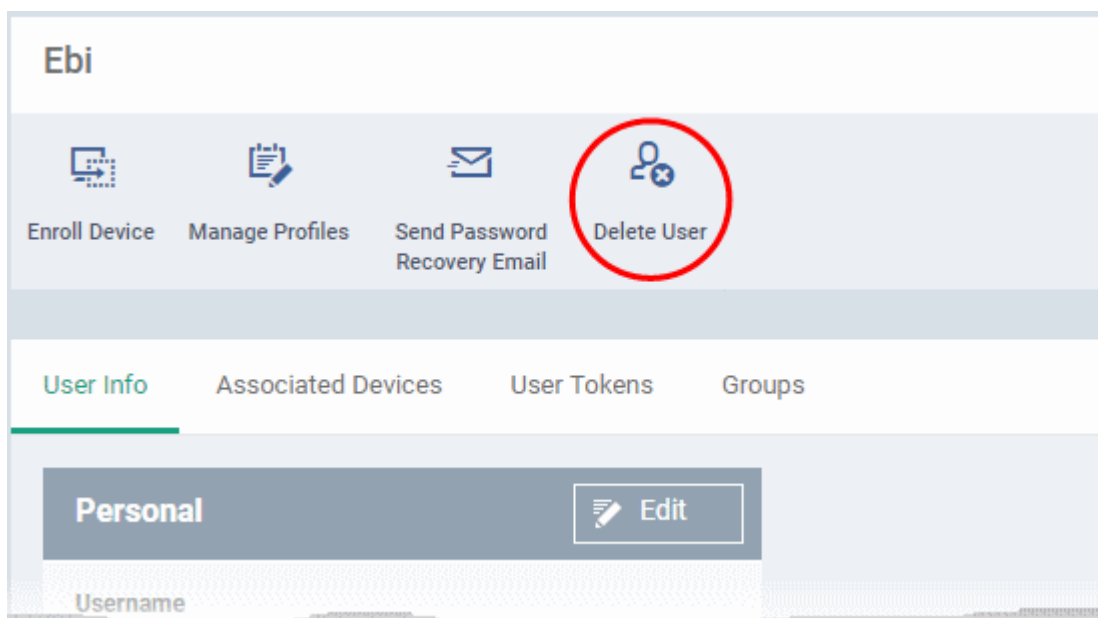 Ebi
Enroll Device
Manage Profiles
Send Password
Recovery Email
Delete User
User Info
Associated Devices
User Tokens
Groups
Personal
Edit
Username